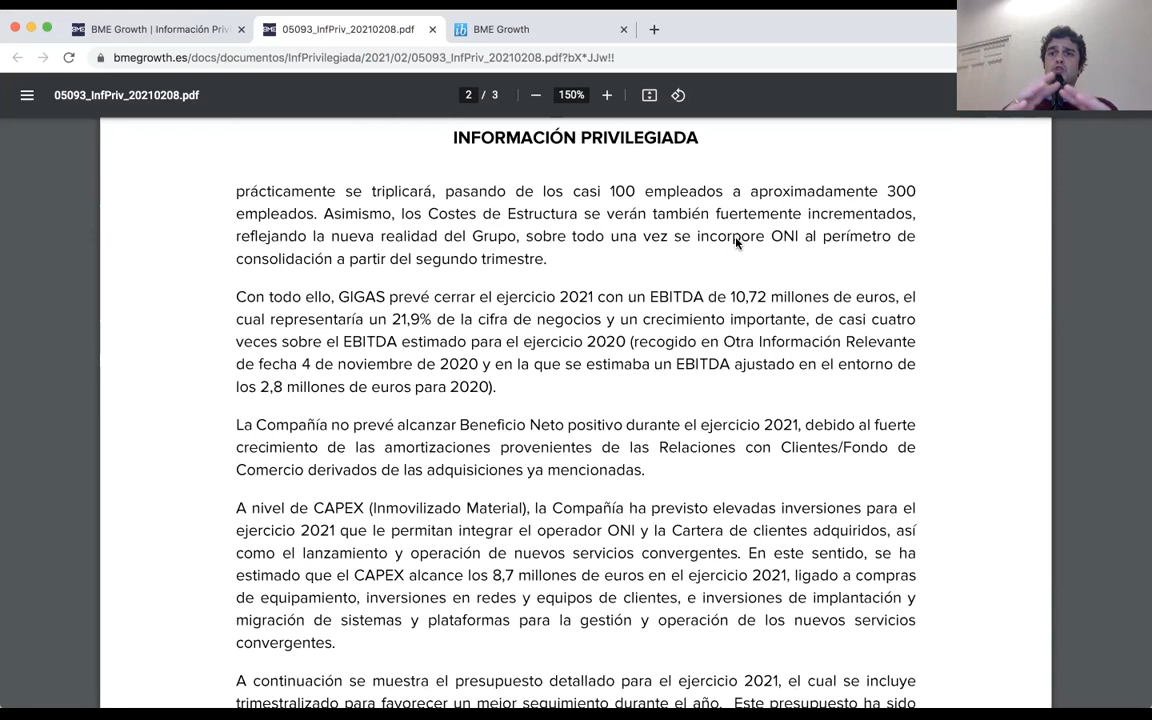 BME Growth | Información Priv
05093_InfPriv_20210208.pdf
BME Growth
bmegrowth.es/docs/documentos/InfPrivilegiada/2021/02/05093_InfPriv_20210208.pdf?bX*JJw!!
05093_InfPriv_20210208.pdf
2 / 3
150%
INFORMACIÓN PRIVILEGIADA
prácticamente se triplicará, pasando de los casi 100 empleados a aproximadamente 300
empleados. Asimismo, los Costes de Estructura se verán también fuertemente incrementados,
reflejando la nueva realidad del Grupo, sobre todo una vez se incorpore ONI al perímetro de
consolidación a partir del segundo trimestre.
Con todo ello, GIGAS prevé cerrar el ejercicio 2021 con un EBITDA de 10,72 millones de euros, el
cual representaría un 21,9% de la cifra de negocios y un crecimiento importante, de casi cuatro
veces sobre el EBITDA estimado para el ejercicio 2020 (recogido en Otra Información Relevante
de fecha 4 de noviembre de 2020 y en la que se estimaba un EBITDA ajustado en el entorno de
los 2,8 millones de euros para 2020).
La Compañía no prevé alcanzar Beneficio Neto positivo durante el ejercicio 2021, debido al fuerte
crecimiento de las amortizaciones provenientes de las Relaciones con Clientes/Fondo de
Comercio derivados de las adquisiciones ya mencionadas.
A nivel de CAPEX (Inmovilizado Material), la Compañía ha previsto elevadas inversiones para el
ejercicio 2021 que le permitan integrar el operador ONI y la Cartera de clientes adquiridos, así
como el lanzamiento y operación de nuevos servicios convergentes. En este sentido, se ha
estimado que el CAPEX alcance los 8,7 millones de euros en el ejercicio 2021, ligado a compras
de equipamiento, inversiones en redes y equipos de clientes, e inversiones de implantación y
migración de sistemas y plataformas para la gestión y operación de los nuevos servicios
convergentes.
A continuación se muestra el presupuesto detallado para el ejercicio 2021, el cual se incluye
trimestralizado para favorecer un mejor seguimiento durante el año. Este presupuesto ha sido